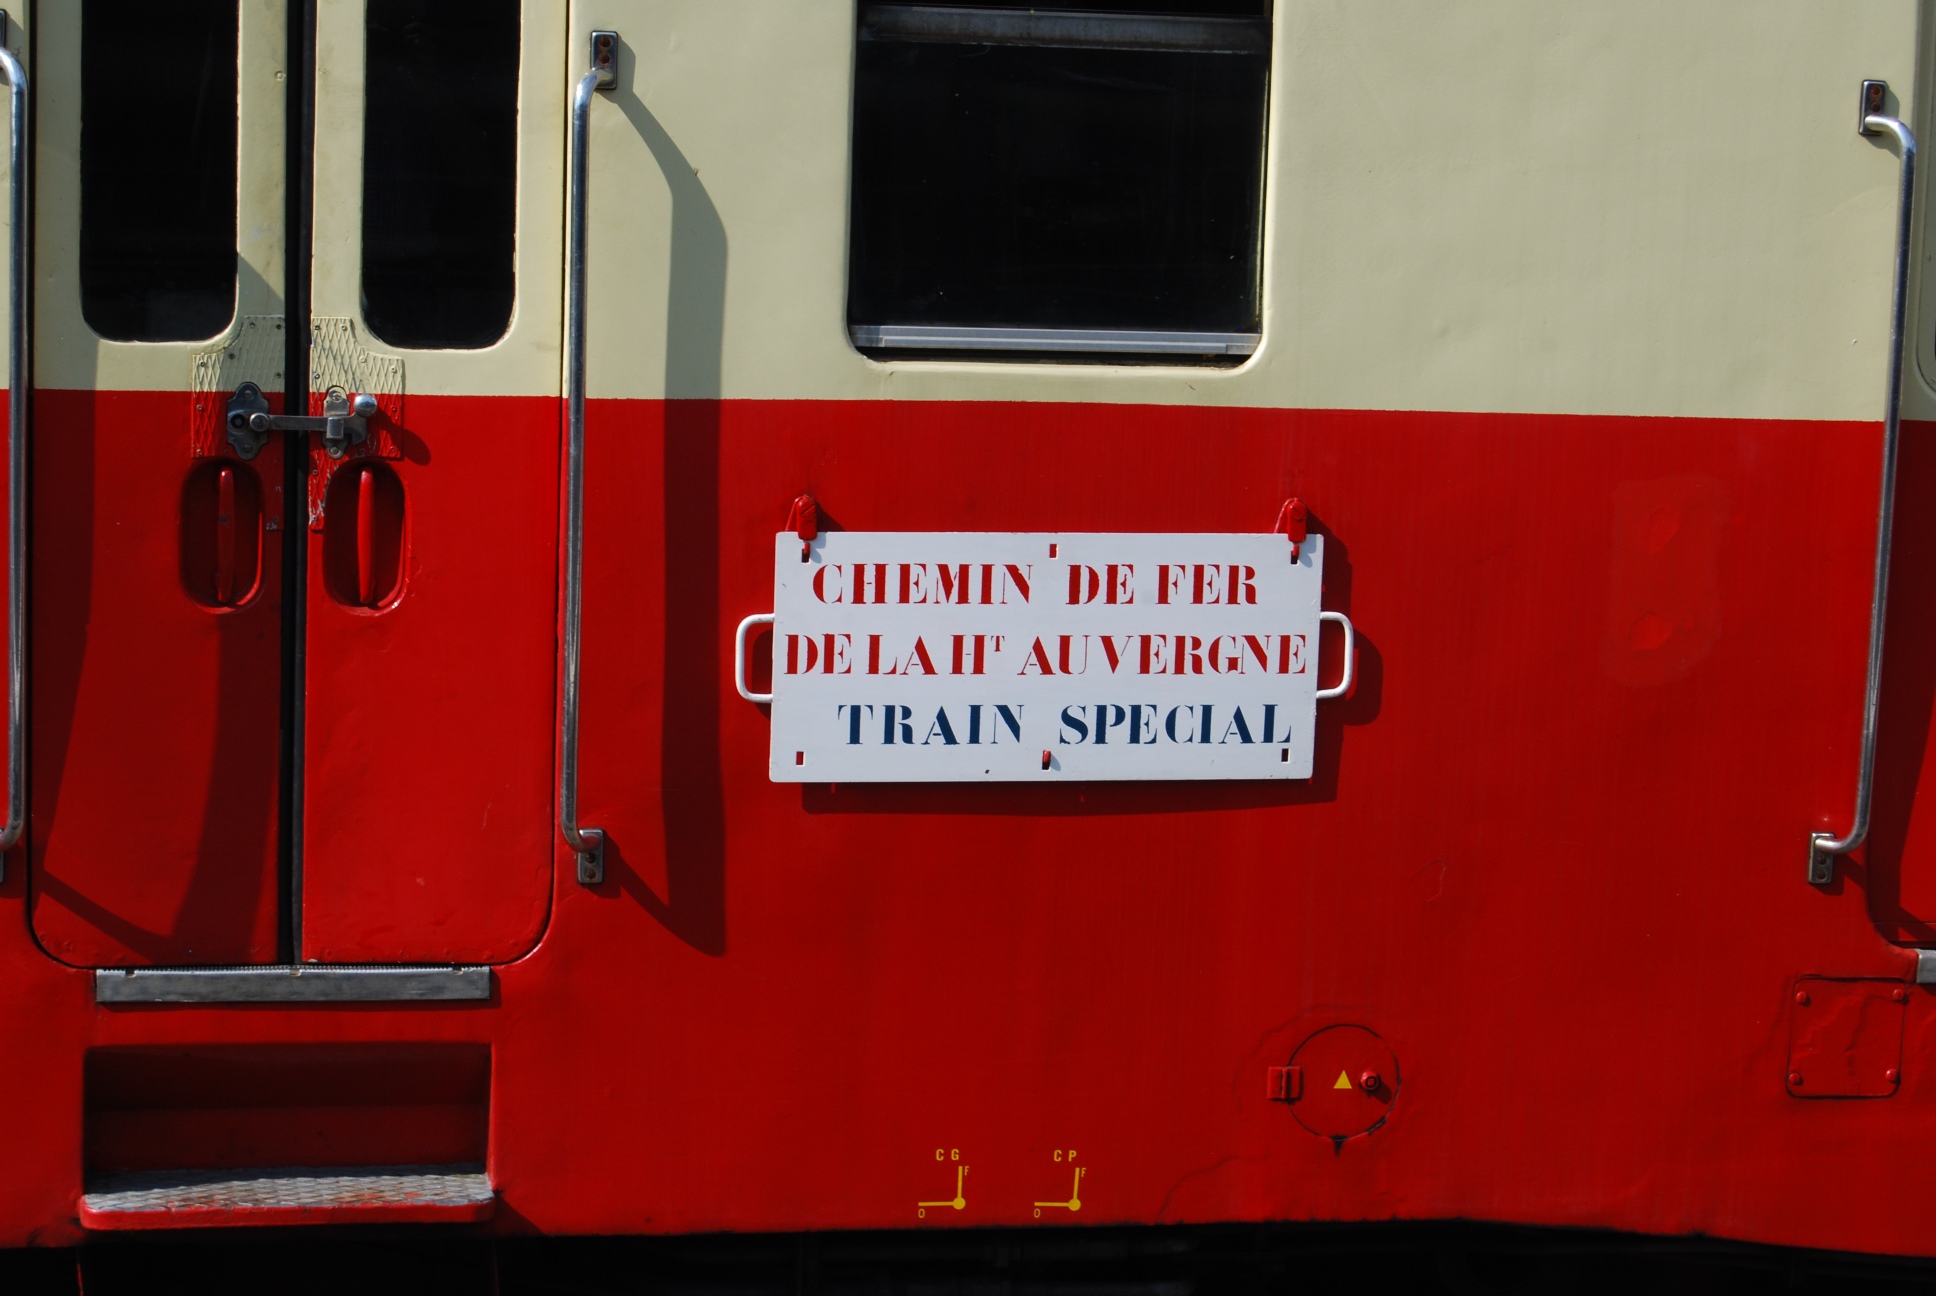 CHEMIN DE FER
DE LA HT AUVERGNE
TRAIN SPECIAL
CG CP
F F
O O